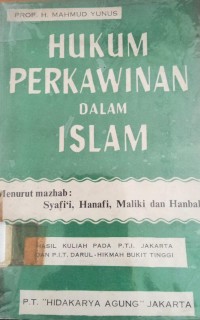 PROF. H. MAHMUD YUNUS
HUKUM
PERKAWINAN
DALAM
ISLAM
Menurut mazhab:
Syafi'i, Hanafi, Maliki dan Hanbal
HASIL KULIAH PADA P.T.I. JAKARTA
DAN P.I.T. DARUL-HIKMAH BUKIT TINGGI
P.T. "HIDAKARYA AGUNG" JAKARTA